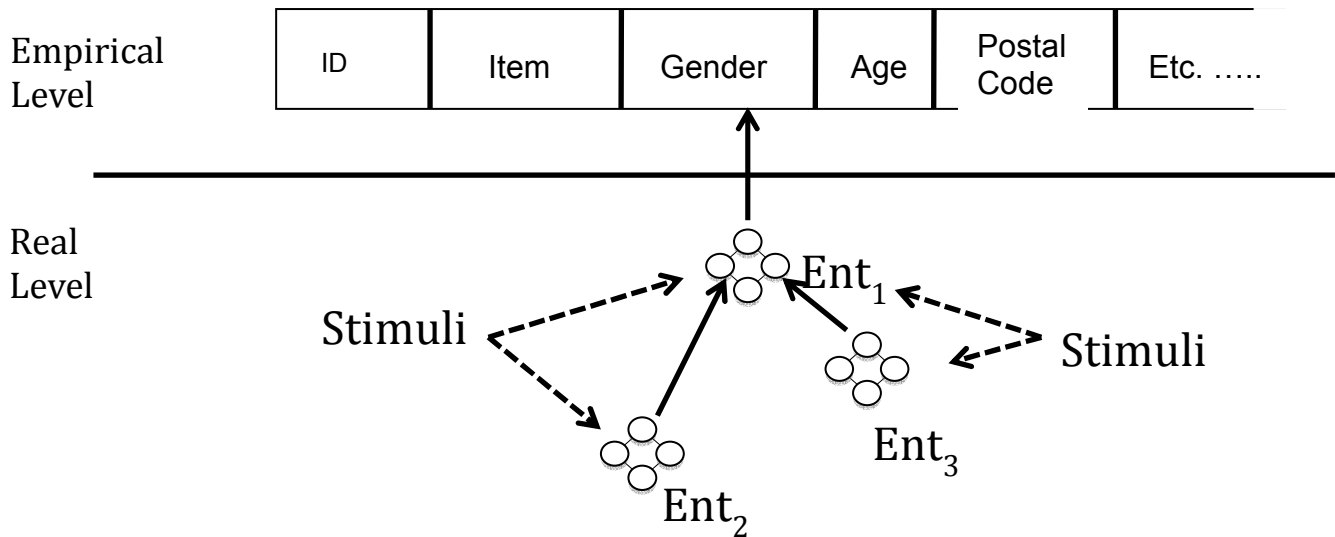 Empirical
Level
ID
Item
Gender
Age
Postal
Code
Etc. …..
Real
Level
Ent₁
Stimuli
Stimuli
Ent₃
Ent₂